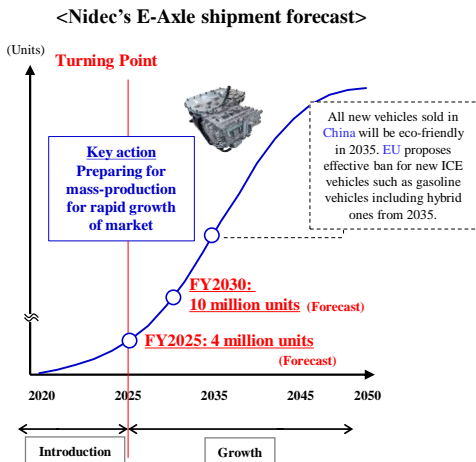 <Nidec's E-Axle shipment forecast>
(Units)
Turning Point
Key action
Preparing for
mass-production
for rapid growth
of market
All new vehicles sold in
China will be eco-friendly
in 2035. EU proposes
effective ban for new ICE
vehicles such as gasoline
vehicles including hybrid
ones from 2035.
FY2030:
10 million units (Forecast)
FY2025: 4 million units
(Forecast)
2020 2025 2035 2045 2050
Introduction Growth